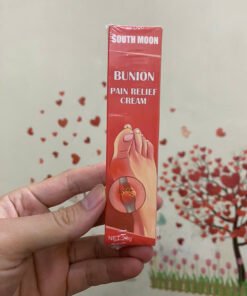 SOUTH MOON
BUNION
PAIN RELIEF
CREAM